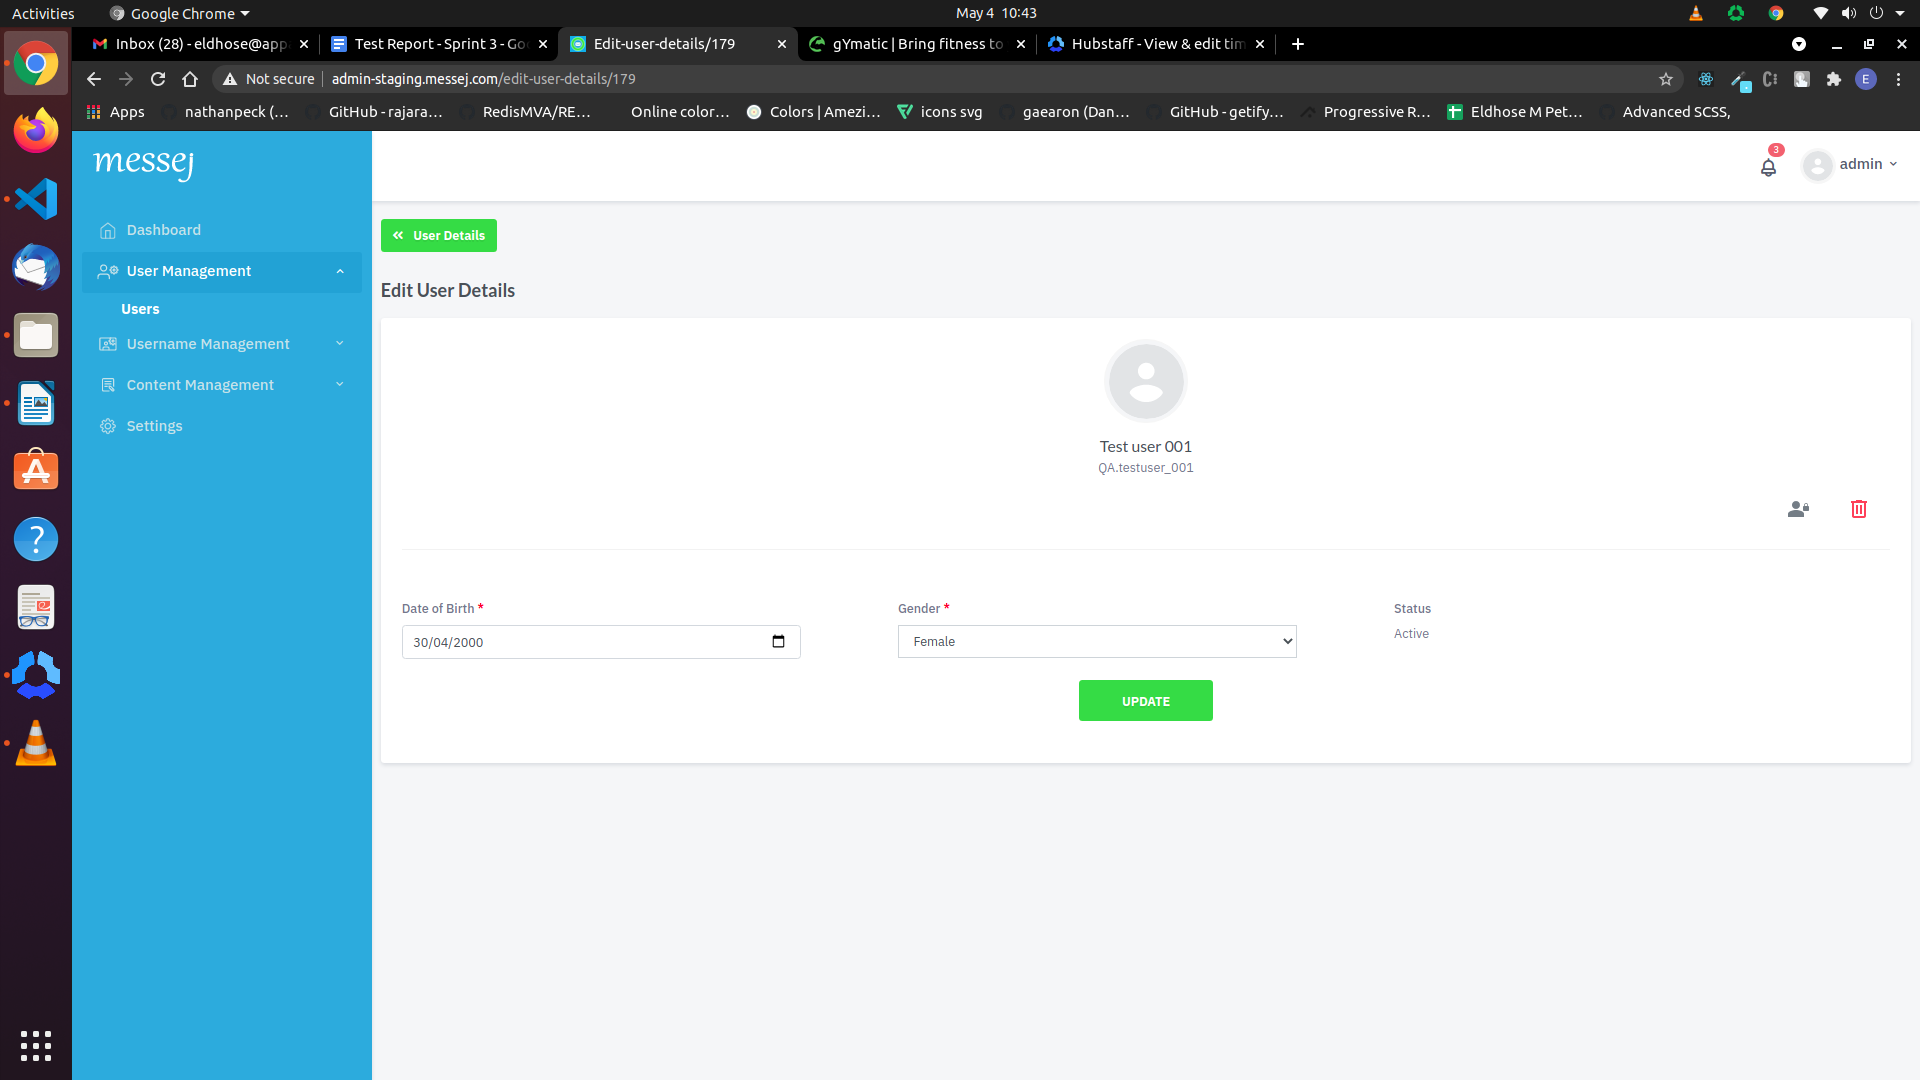 Activities
Google Chrome
May 4 10:43
Inbox (28) - eldhose@app
Test Report - Sprint 3 - Go
Edit-user-details/179
gYmatic | Bring fitness to
Hubstaff - View & edit tim
Not secure
admin-staging.messej.com/edit-user-details/179
E
Apps
nathanpeck (...
GitHub - rajara...
RedisMVA/RE...
Online color...
Colors | Amezi...
icons svg
gaearon (Dan...
GitHub - getify...
Progressive R...
Eldhose M Pet...
Advanced SCSS,
messej
3
admin
Dashboard
User Management
Users
Username Management
Content Management
Settings
User Details
Edit User Details
Test user 001
QA.testuser_001
Date of Birth *
Gender *
Status
30/04/2000
Female
Active
UPDATE